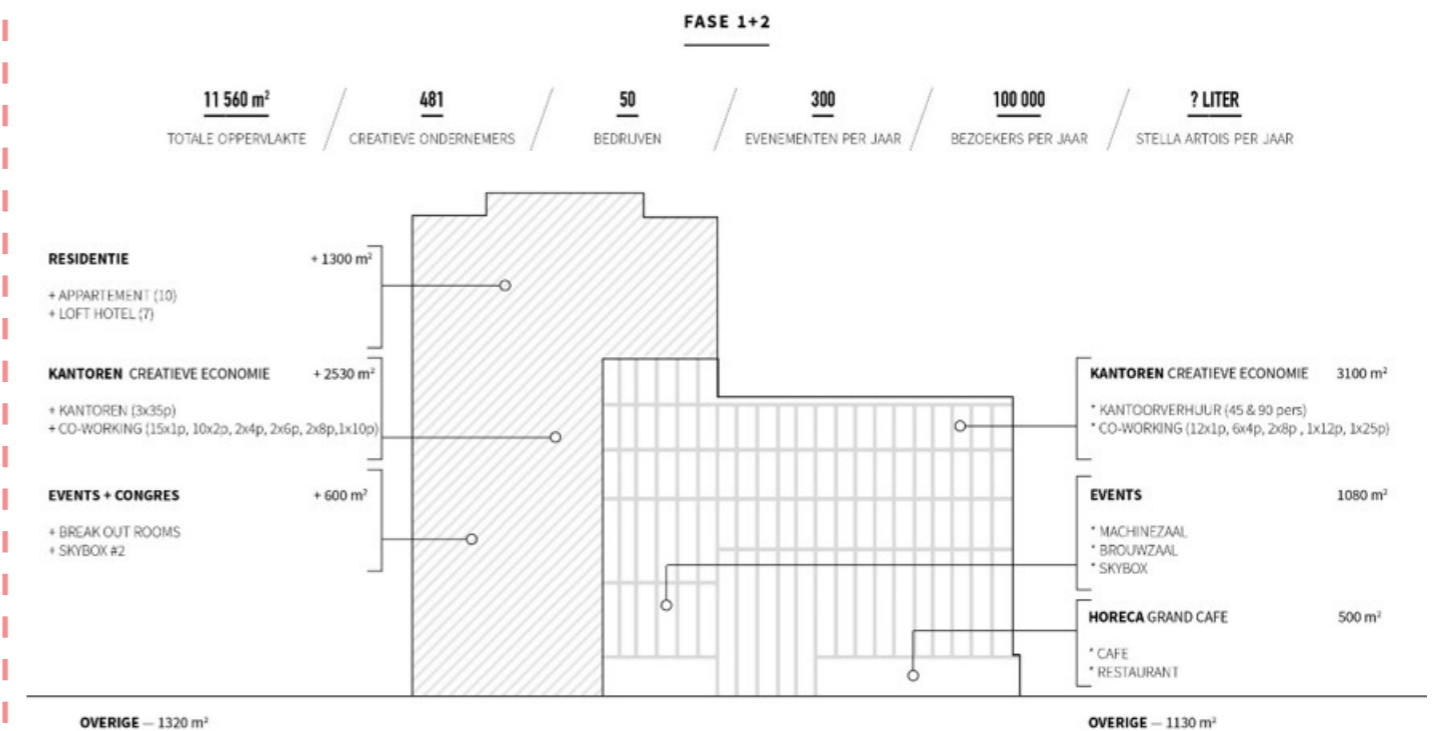 FASE 1+2
11 560 m²
TOTALE OPPERVLAKTE
481
CREATIEVE ONDERNEMERS
50
BEDRIJVEN
300
EVENEMENTEN PER JAAR
100 000
BEZOEKERS PER JAAR
? LITER
STELLA ARTOIS PER JAAR
RESIDENTIE + 1300 m²
+ APPARTEMENT (10)
+ LOFT HOTEL (7)
KANTOREN CREATIEVE ECONOMIE + 2530 m²
+ KANTOREN (3x35p)
+ CO-WORKING (15x1p, 10x2p, 2x4p, 2x6p, 2x8p,1x10p)
EVENTS + CONGRES + 600 m²
+ BREAK OUT ROOMS
+ SKYBOX #2
OVERIGE — 1320 m²
KANTOREN CREATIEVE ECONOMIE 3100 m²
* KANTOORVERHUUR (45 & 90 pers)
* CO-WORKING (12x1p, 6x4p, 2x8p , 1x12p, 1x25p)
EVENTS 1080 m²
* MACHINEZAAL
* BROUWZAAL
* SKYBOX
HORECA GRAND CAFE 500 m²
* CAFE
* RESTAURANT
OVERIGE — 1130 m²